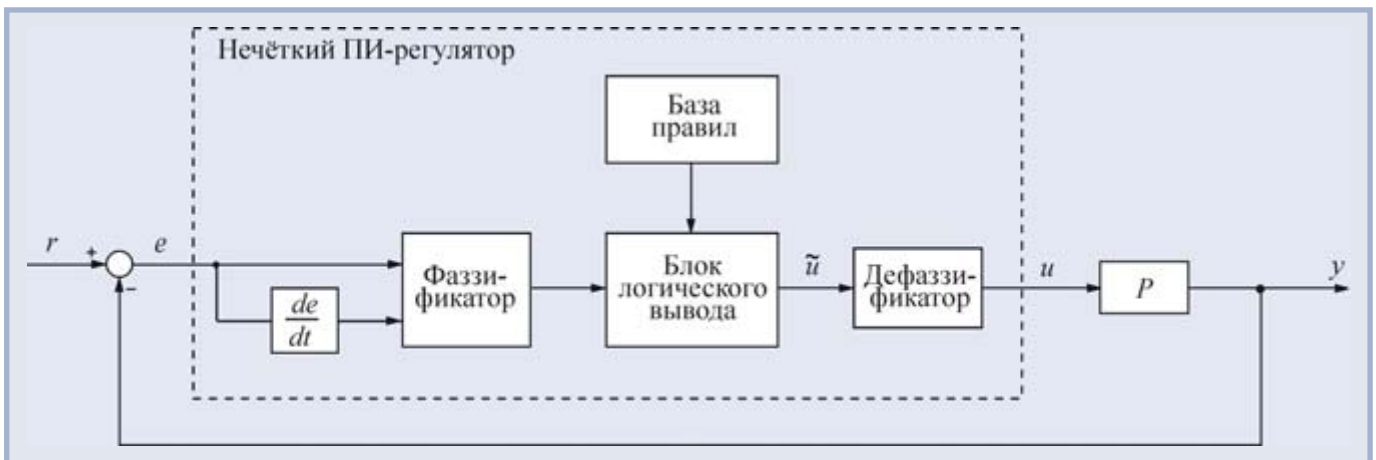 Нечёткий ПИ-регулятор
База
правил
r
+
-
e
de
dt
Фаззи-
фикатор
Блок
логического
вывода
ũ
Дефаззи-
фикатор
u
P
y